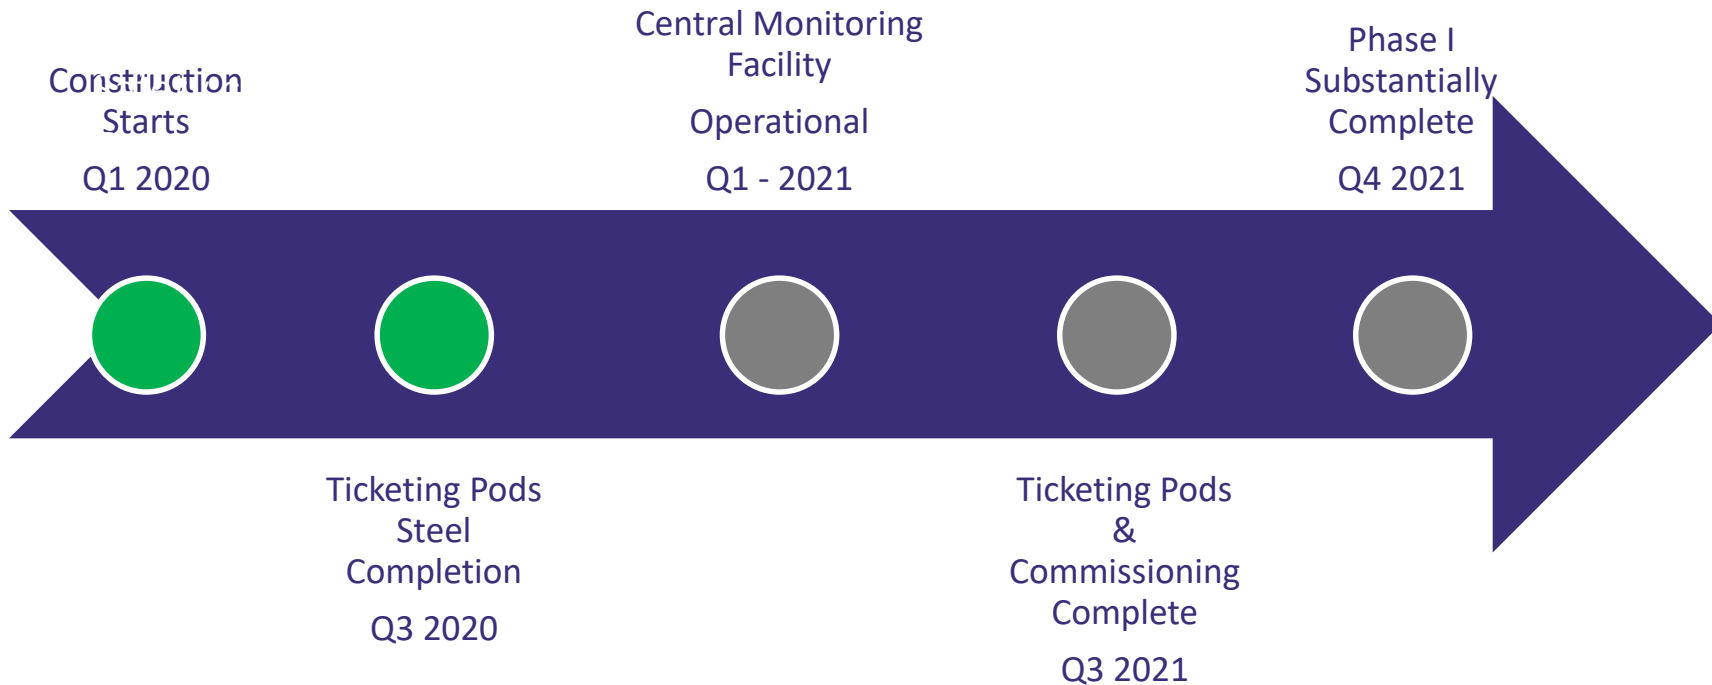 Construction
Starts
Q1 2020
Ticketing Pods
Steel
Completion
Q3 2020
Central Monitoring
Facility
Operational
Q1 - 2021
Ticketing Pods
&
Commissioning
Complete
Q3 2021
Phase I
Substantially
Complete
Q4 2021